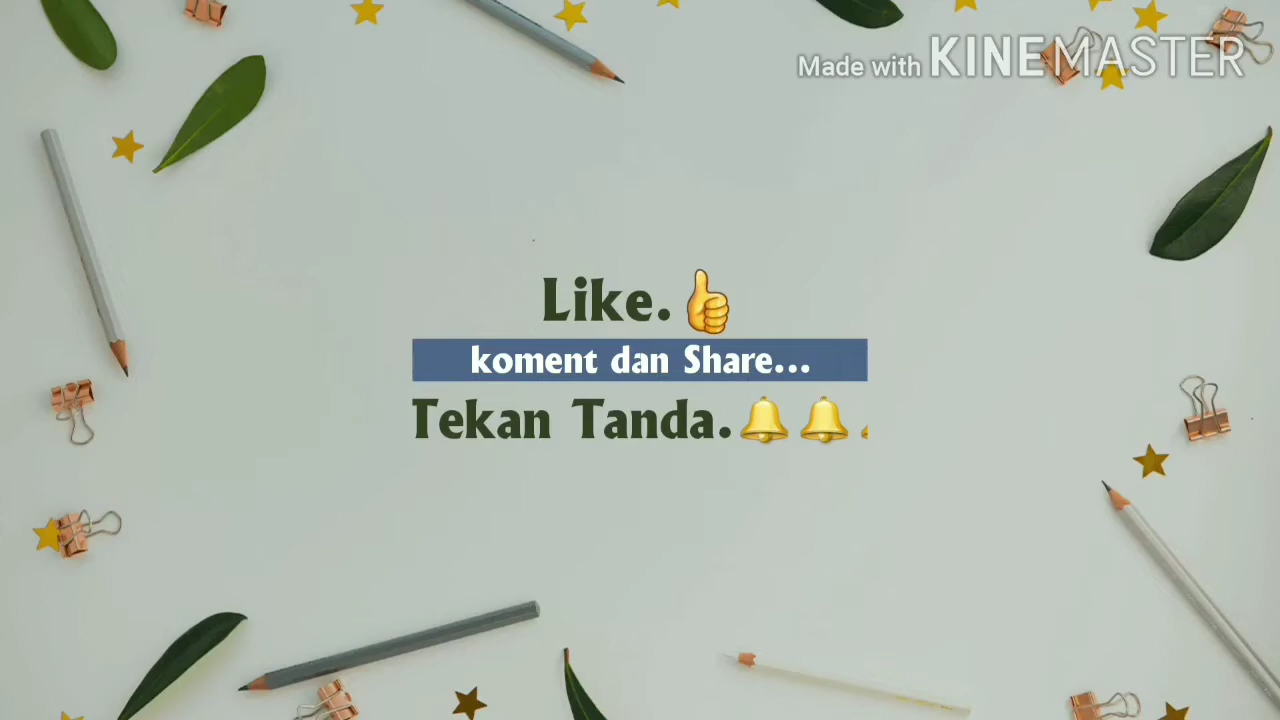 Made with KINEMASTER
Like.👍
koment dan Share...
Tekan Tanda.🔔🔔